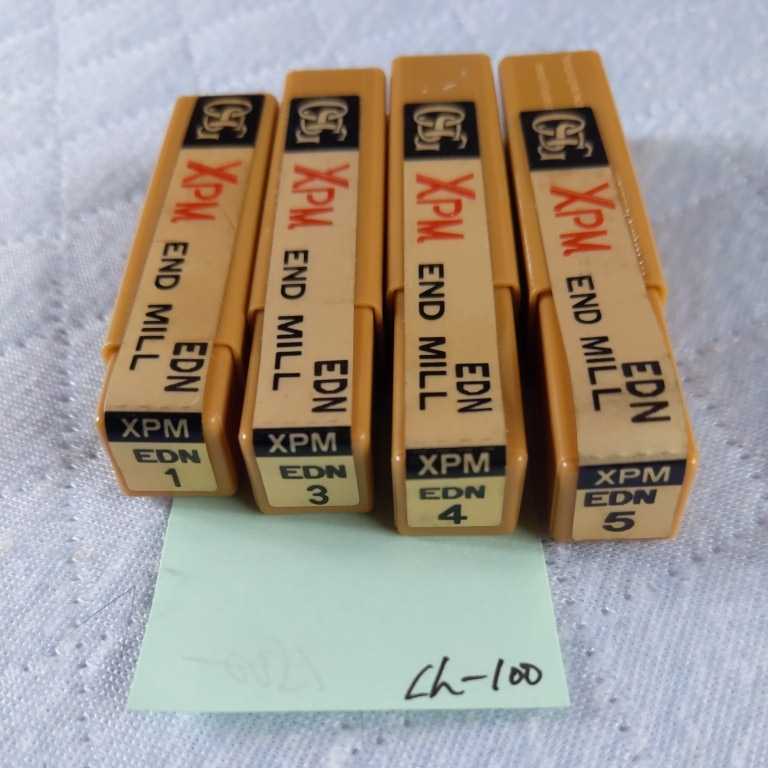 OSG
XPM
END MILL
EDN
XPM
EDN
1
OSG
XPM
END MILL
EDN
XPM
EDN
3
OSG
XPM
END MILL
EDN
XPM
EDN
4
OSG
XPM
END MILL
EDN
XPM
EDN
5
Ch-100